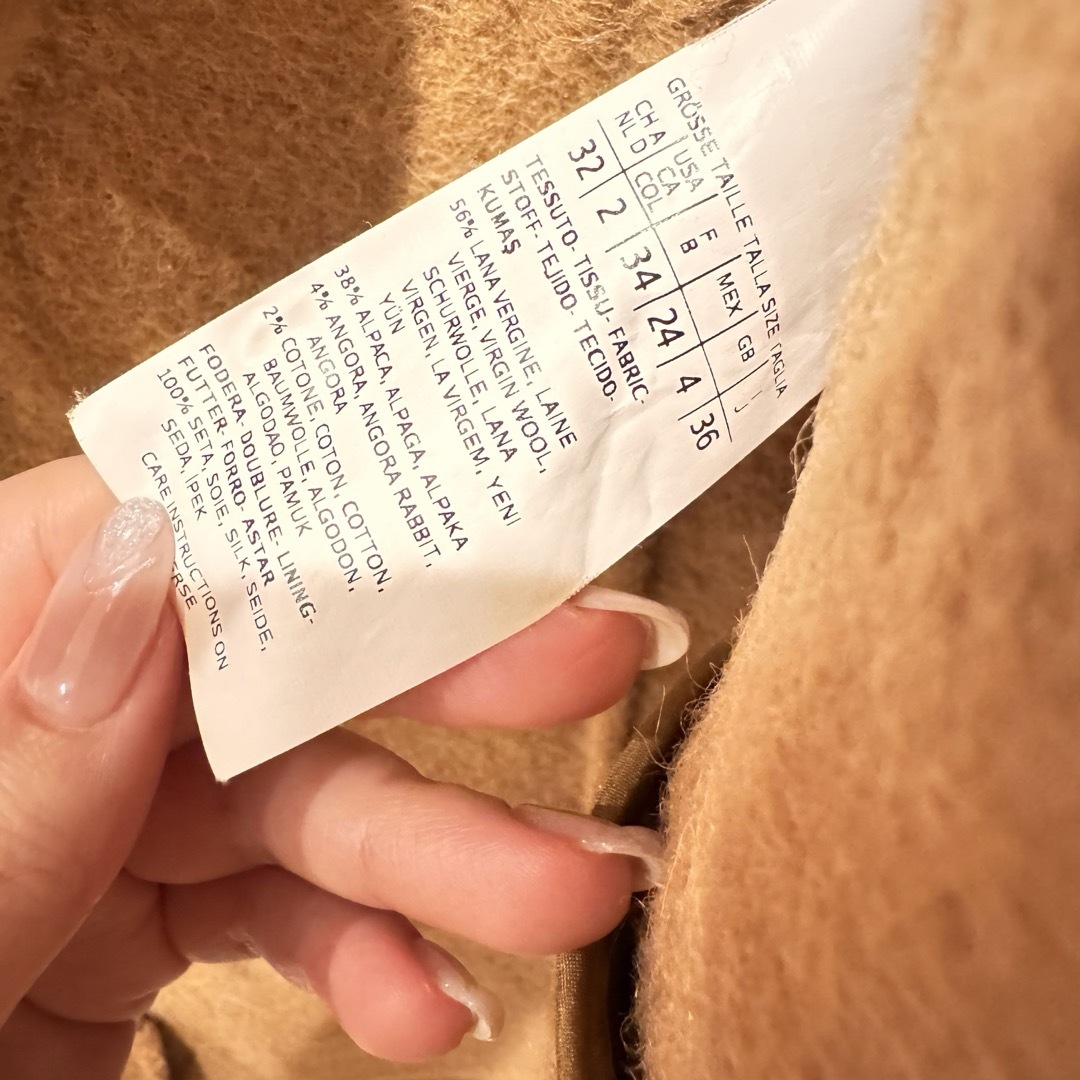 GRÖSSE TAILLE TALLA SIZE TAGLIA
CH A USA F MEX GB I
NL D CA B J
COL
32 2 34 24 4 36
TESSUTO- TISSU- FABRIC-
STOFF- TEJIDO- TECIDO-
KUMAŞ
56% LANA VERGINE, LAINE
VIERGE, VIRGIN WOOL,
SCHURWOLLE, LANA
VIRGEN, LA VIRGEM, YENI
YÜN
38% ALPACA, ALPAGA, ALPAKA
4% ANGORA, ANGORA RABBIT,
ANGORA
2% COTONE, COTON, COTTON,
BAUMWOLLE, ALGODON,
ALGODAO, PAMUK
FODERA- DOUBLURE- LINING-
FUTTER- FORRO- ASTAR
100% SETA, SOIE, SILK, SEIDE,
SEDA, IPEK
CARE INSTRUCTIONS ON